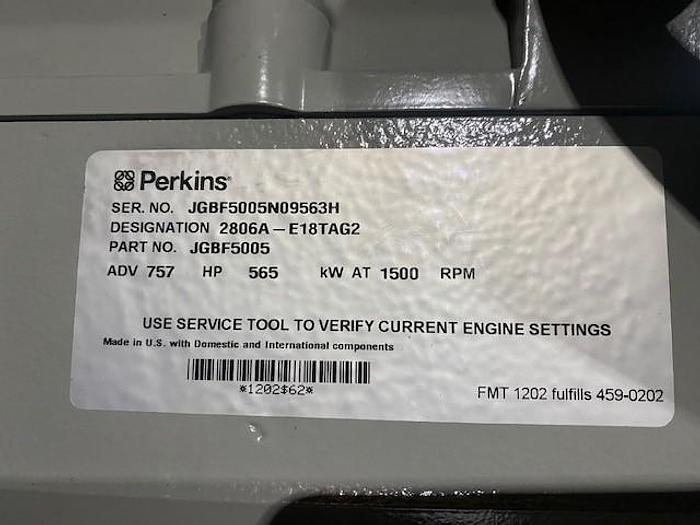 Perkins®
SER. NO. JGBF5005N09563H
DESIGNATION 2806A – E18TAG2
PART NO. JGBF5005
ADV 757 HP 565 kW AT 1500 RPM
USE SERVICE TOOL TO VERIFY CURRENT ENGINE SETTINGS
Made in U.S. with Domestic and International components
*1202$62*
FMT 1202 fulfills 459-0202